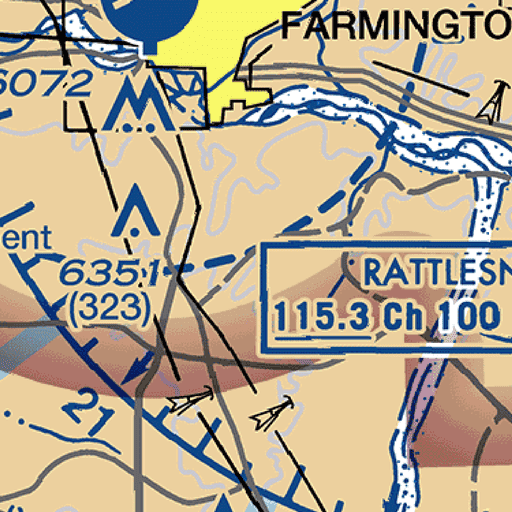 FARMINGTO
6072
ent
6351
(323)
RATTLESN
115.3 Ch 100
21